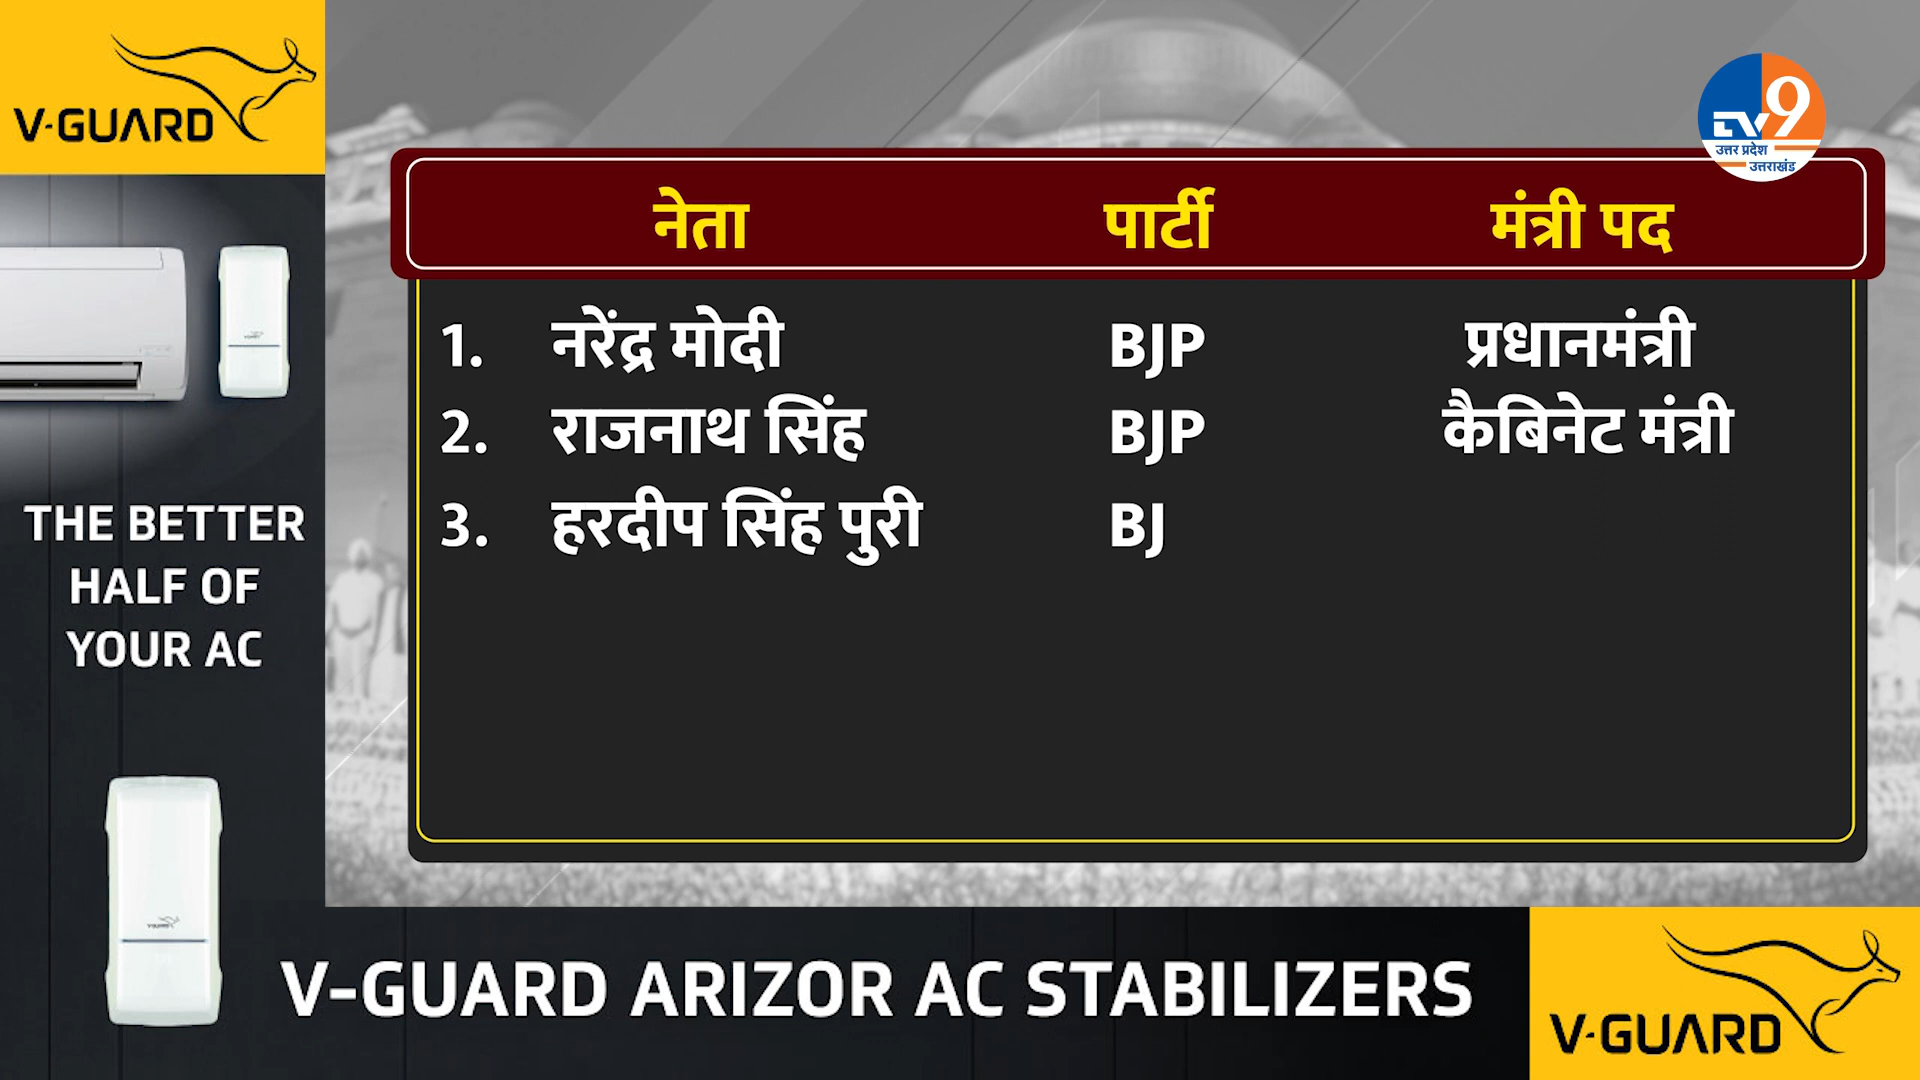 V-GUARD
TV9
उत्तर प्रदेश
उत्तराखंड
नेता पार्टी मंत्री पद
1. नरेंद्र मोदी BJP प्रधानमंत्री
2. राजनाथ सिंह BJP कैबिनेट मंत्री
3. हरदीप सिंह पुरी BJ
THE BETTER
HALF OF
YOUR AC
V-GUARD
V-GUARD ARIZOR AC STABILIZERS
V-GUARD